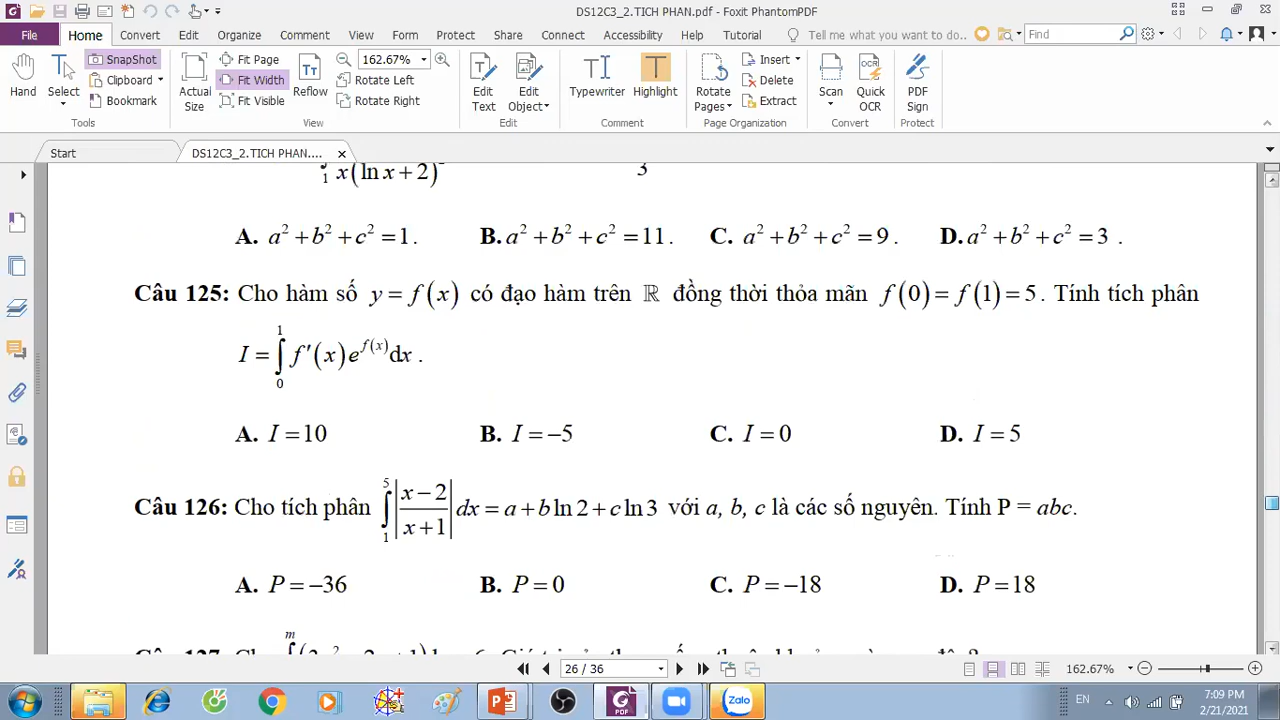 DS12C3_2.TICH PHAN.pdf - Foxit PhantomPDF
File Home Convert Edit Organize Comment View Form Protect Share Connect Accessibility Help Tutorial Tell me what you want to do... Find
Hand Select SnapShot Clipboard Bookmark Actual Size Fit Page Fit Width Fit Visible Reflow 162.67% Rotate Left Rotate Right Edit Text Edit Object Typewriter Highlight Rotate Pages Insert Delete Extract Scan Quick OCR PDF Sign
Tools View Edit Comment Page Organization Convert Protect
Start DS12C3_2.TICH PHAN....
1 x(ln x + 2) 3
A. a² + b² + c² = 1. B. a² + b² + c² = 11. C. a² + b² + c² = 9. D. a² + b² + c² = 3.
Câu 125: Cho hàm số y = f(x) có đạo hàm trên ℝ đồng thời thỏa mãn f(0) = f(1) = 5. Tính tích phân
I = ∫₀¹ f′(x)e^{f(x)}dx.
A. I = 10 B. I = −5 C. I = 0 D. I = 5
Câu 126: Cho tích phân ∫₁⁵ |(x−2)/(x+1)| dx = a + b ln 2 + c ln 3 với a, b, c là các số nguyên. Tính P = abc.
A. P = −36 B. P = 0 C. P = −18 D. P = 18
m
26 / 36 162.67%
EN 7:09 PM
2/21/2021